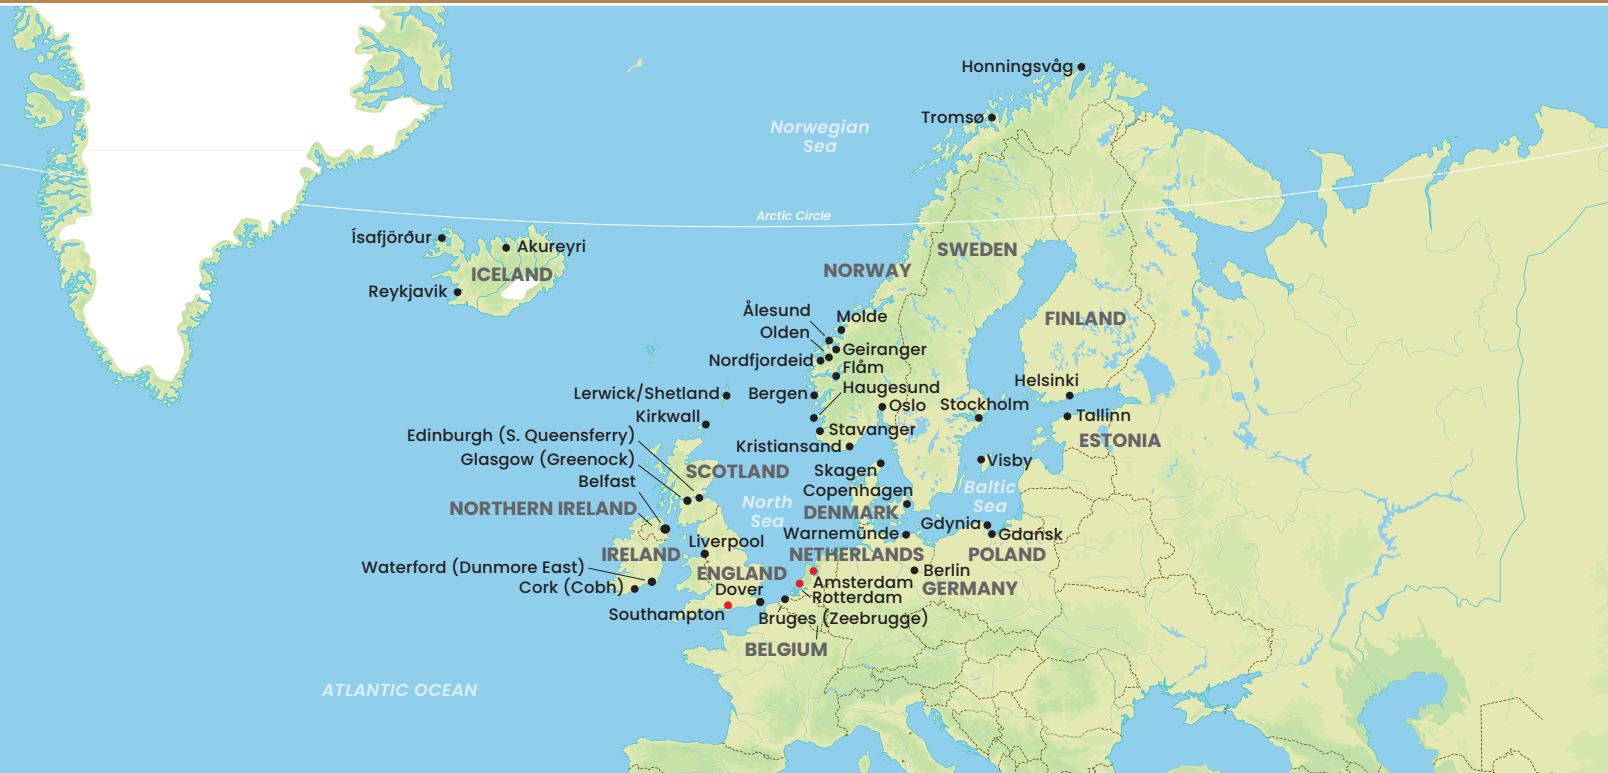 Honningsvåg
Tromsø
Norwegian
Sea
Arctic Circle
Ísafjörður
Akureyri
ICELAND
Reykjavik
SWEDEN
NORWAY
FINLAND
Ålesund
Molde
Olden
Geiranger
Nordfjordeid
Flåm
Helsinki
Haugesund
Lerwick/Shetland
Bergen
Oslo
Stockholm
Tallinn
Kirkwall
Stavanger
Edinburgh (S. Queensferry)
ESTONIA
Kristiansand
Glasgow (Greenock)
Visby
SCOTLAND
Skagen
Belfast
Baltic
Sea
Copenhagen
North
Sea
NORTHERN IRELAND
DENMARK
Gdynia
Warnemünde
Gdańsk
Liverpool
IRELAND
NETHERLANDS
POLAND
Waterford (Dunmore East)
ENGLAND
Berlin
Cork (Cobh)
Amsterdam
Dover
GERMANY
Rotterdam
Southampton
Bruges (Zeebrugge)
BELGIUM
ATLANTIC OCEAN